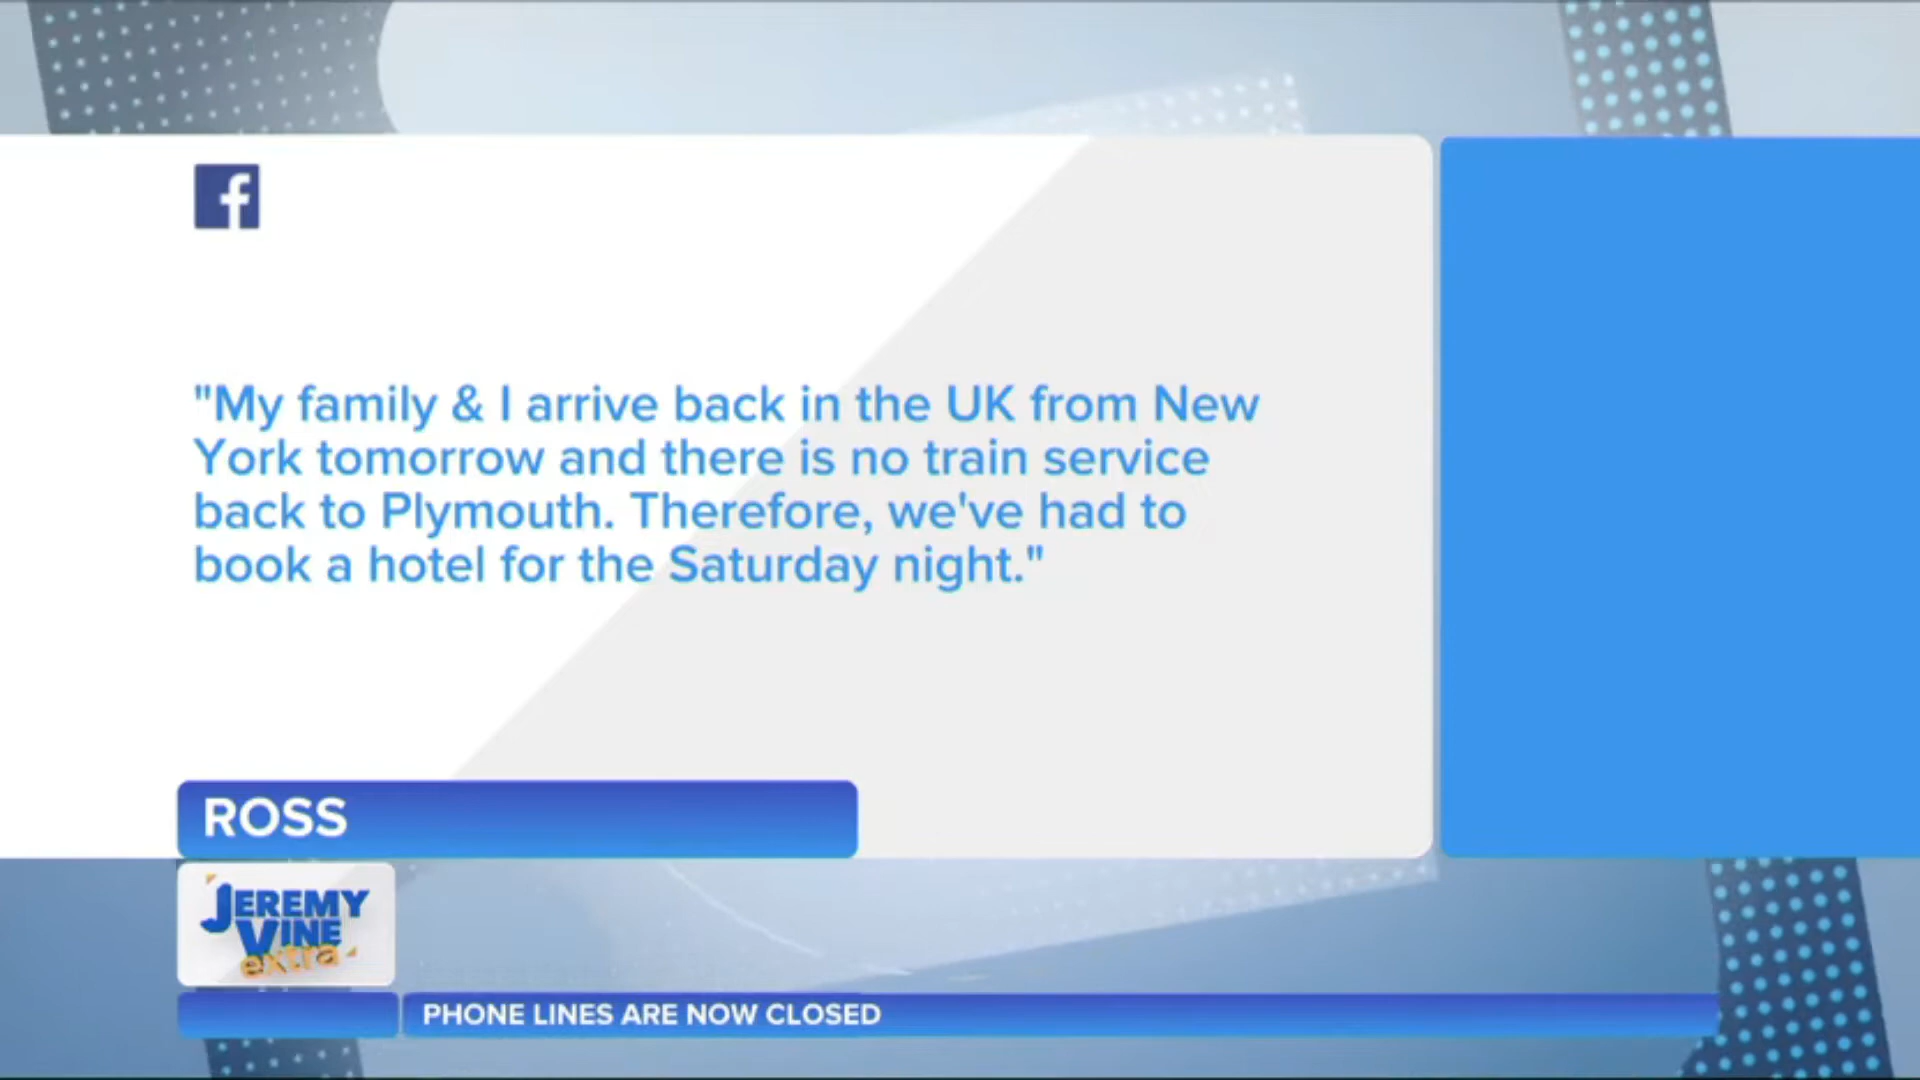 f
"My family & I arrive back in the UK from New
York tomorrow and there is no train service
back to Plymouth. Therefore, we've had to
book a hotel for the Saturday night."
ROSS
JEREMY
VINE
extra
PHONE LINES ARE NOW CLOSED